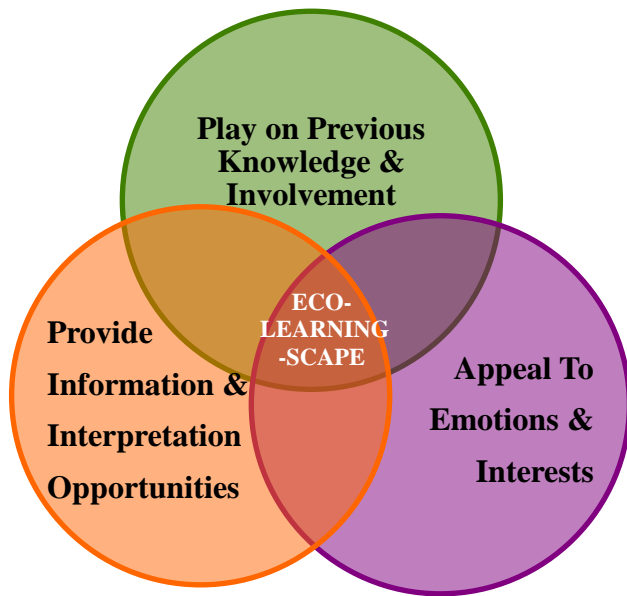 Play on Previous
Knowledge &
Involvement
ECO-
LEARNING
-SCAPE
Provide
Information &
Interpretation
Opportunities
Appeal To
Emotions &
Interests